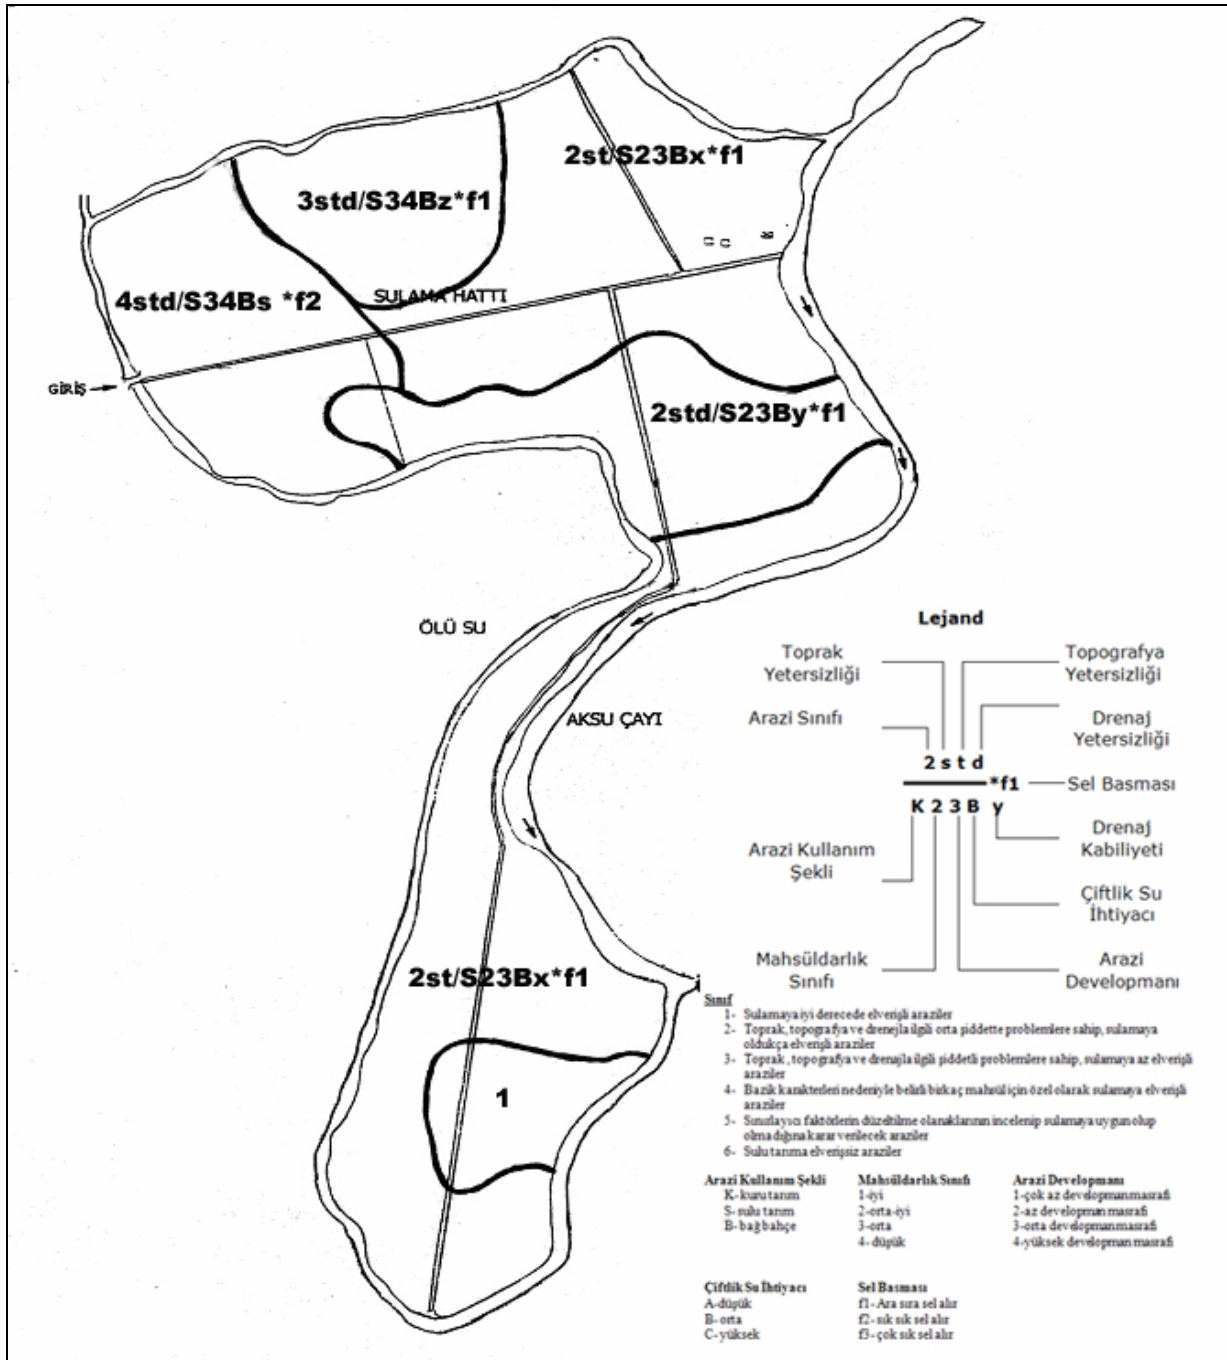 2st/S23Bx*f1
3std/S34Bz*f1
4std/S34Bs *f2
SULAMA HATTI
GİRİŞ
2std/S23By*f1
ÖLÜ SU
AKSU ÇAYI
2st/S23Bx*f1
1
Lejand
Toprak
Yetersizliği
Topografya
Yetersizliği
Arazi Sınıfı
Drenaj
Yetersizliği
2 s t d
*f1
Sel Basması
K 2 3 B y
Drenaj
Kabiliyeti
Arazi Kullanım
Şekli
Çiftlik Su
İhtiyacı
Mahsüldarlık
Sınıfı
Arazi
Developmanı
Sınıf
1- Sulamaya iyi derecede elverişli araziler
2- Toprak, topografya ve drenejla ilgili orta şiddette problemlere sahip, sulamaya
oldukça elverişli araziler
3- Toprak , topografya ve drenajla ilgili şiddetli problemlere sahip, sulamaya az elverişli
araziler
4- Bazik karakterleri nedeniyle belirli birkaç mahsül için özel olarak sulamaya elverişli
araziler
5- Sınırlayıcı faktörlerin düzeltilme olanaklarının incelenip sulamaya uygun olup
olmadığına karar verilecek araziler
6- Sulu tarıma elverişsiz araziler
Arazi Kullanım Şekli
K- kuru tarım
S- sulu tarım
B- bağ bahçe
Mahsüldarlık Sınıfı
1-iyi
2-orta-iyi
3-orta
4- düşük
Arazi Developmanı
1-çok az developman masrafı
2-az developman masrafı
3-orta developman masrafı
4-yüksek developman masrafı
Çiftlik Su İhtiyacı
A-düşük
B- orta
C- yüksek
Sel Basması
f1- Ara sıra sel alır
f2- sık sık sel alır
f3- çok sık sel alır